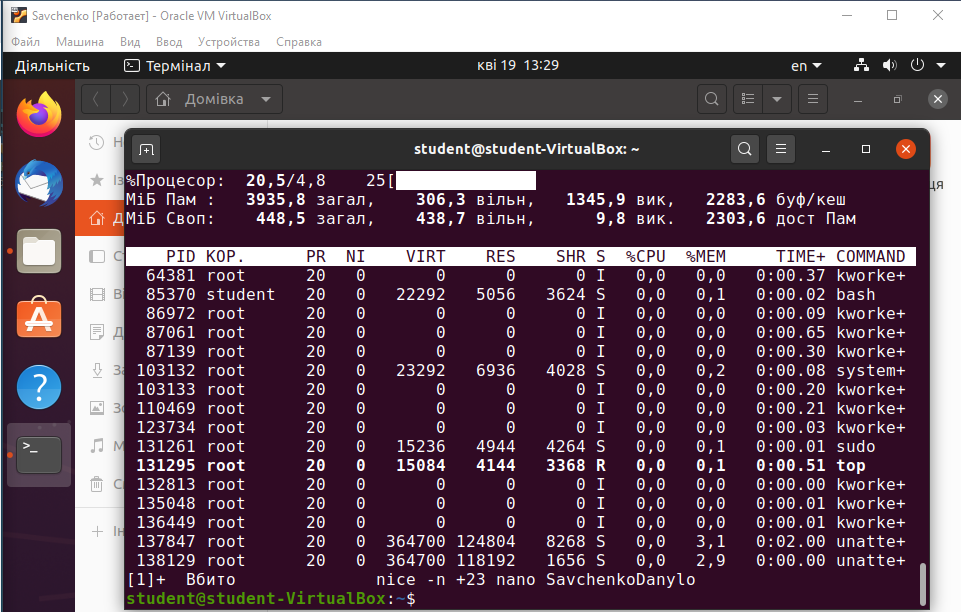 Savchenko [Работает] - Oracle VM VirtualBox
Файл Машина Вид Ввод Устройства Справка
Діяльність Термінал кві 19 13:29 en
Домівка
student@student-VirtualBox: ~
%Процесор: 20,5/4,8 25[
МіБ Пам : 3935,8 загал, 306,3 вільн, 1345,9 вик, 2283,6 буф/кеш
МіБ Своп: 448,5 загал, 438,7 вільн, 9,8 вик. 2303,6 дост Пам
PID КОР. PR NI VIRT RES SHR S %CPU %MEM TIME+ COMMAND
64381 root 20 0 0 0 0 I 0,0 0,0 0:00.37 kworke+
85370 student 20 0 22292 5056 3624 S 0,0 0,1 0:00.02 bash
86972 root 20 0 0 0 0 I 0,0 0,0 0:00.09 kworke+
87061 root 20 0 0 0 0 I 0,0 0,0 0:00.65 kworke+
87139 root 20 0 0 0 0 I 0,0 0,0 0:00.30 kworke+
103132 root 20 0 23292 6936 4028 S 0,0 0,2 0:00.08 system+
103133 root 20 0 0 0 0 I 0,0 0,0 0:00.20 kworke+
110469 root 20 0 0 0 0 I 0,0 0,0 0:00.21 kworke+
123734 root 20 0 0 0 0 I 0,0 0,0 0:00.03 kworke+
131261 root 20 0 15236 4944 4264 S 0,0 0,1 0:00.01 sudo
131295 root 20 0 15084 4144 3368 R 0,0 0,1 0:00.51 top
132813 root 20 0 0 0 0 I 0,0 0,0 0:00.00 kworke+
135048 root 20 0 0 0 0 I 0,0 0,0 0:00.01 kworke+
136449 root 20 0 0 0 0 I 0,0 0,0 0:00.01 kworke+
137847 root 20 0 364700 124804 8268 S 0,0 3,1 0:02.00 unatte+
138129 root 20 0 364700 118192 1656 S 0,0 2,9 0:00.00 unatte+
[1]+ Вбито nice -n +23 nano SavchenkoDanylo
student@student-VirtualBox:~$